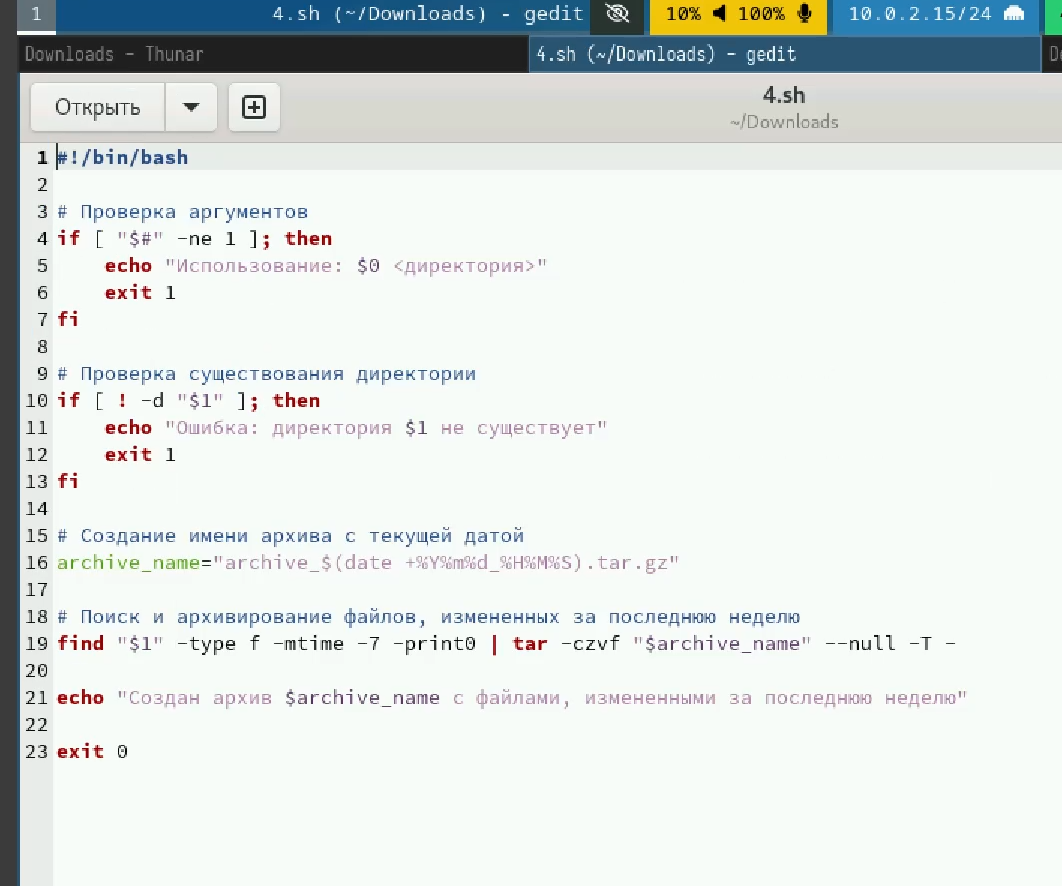 1 4.sh (~/Downloads) - gedit 10% 100% 10.0.2.15/24
Downloads - Thunar 4.sh (~/Downloads) - gedit
Открыть 4.sh
~/Downloads
1 #!/bin/bash
2
3 # Проверка аргументов
4 if [ "$#" -ne 1 ]; then
5     echo "Использование: $0 <директория>"
6     exit 1
7 fi
8
9 # Проверка существования директории
10 if [ ! -d "$1" ]; then
11     echo "Ошибка: директория $1 не существует"
12     exit 1
13 fi
14
15 # Создание имени архива с текущей датой
16 archive_name="archive_$(date +%Y%m%d_%H%M%S).tar.gz"
17
18 # Поиск и архивирование файлов, измененных за последнюю неделю
19 find "$1" -type f -mtime -7 -print0 | tar -czvf "$archive_name" --null -T -
20
21 echo "Создан архив $archive_name с файлами, измененными за последнюю неделю"
22
23 exit 0